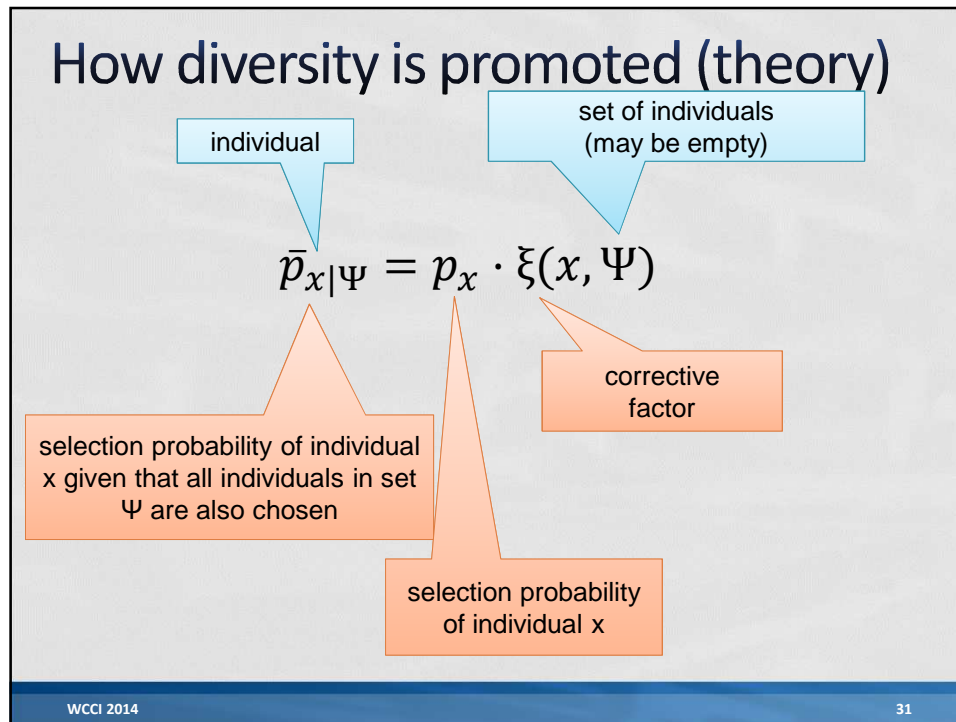 How diversity is promoted (theory)
set of individuals
(may be empty)
individual
p̄ₓ|Ψ = pₓ · ξ(x, Ψ)
corrective
factor
selection probability of individual
x given that all individuals in set
Ψ are also chosen
selection probability
of individual x
WCCI 2014
31